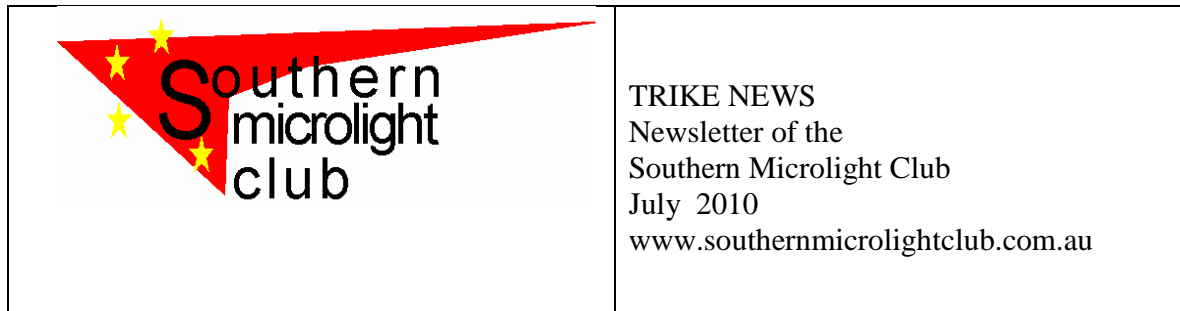 Southern
microlight
club
TRIKE NEWS
Newsletter of the
Southern Microlight Club
July 2010
www.southernmicrolightclub.com.au